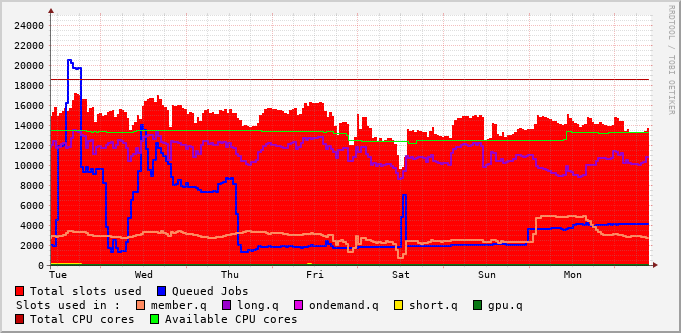 RRDTOOL / TOBI OETIKER
24000
22000
20000
18000
16000
14000
12000
10000
8000
6000
4000
2000
0
Tue Wed Thu Fri Sat Sun Mon
Total slots used Queued Jobs
Slots used in : member.q long.q ondemand.q short.q gpu.q
Total CPU cores Available CPU cores